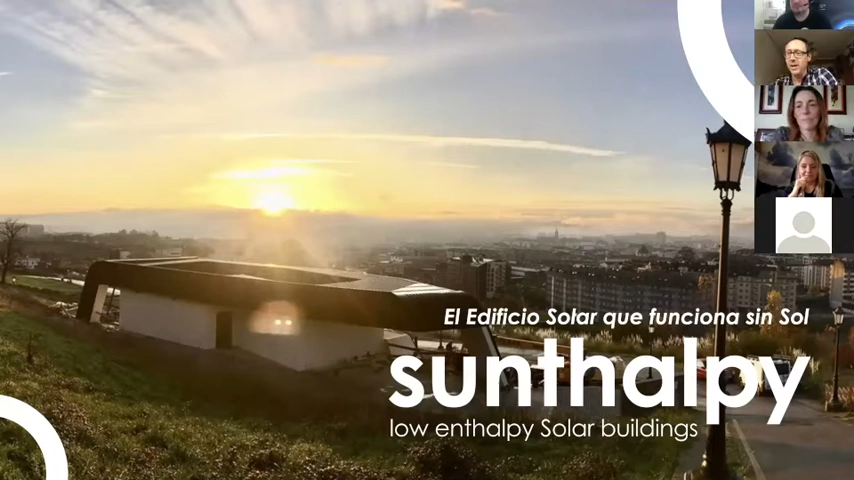 El Edificio Solar que funciona sin Sol
sunthalpy
low enthalpy Solar buildings